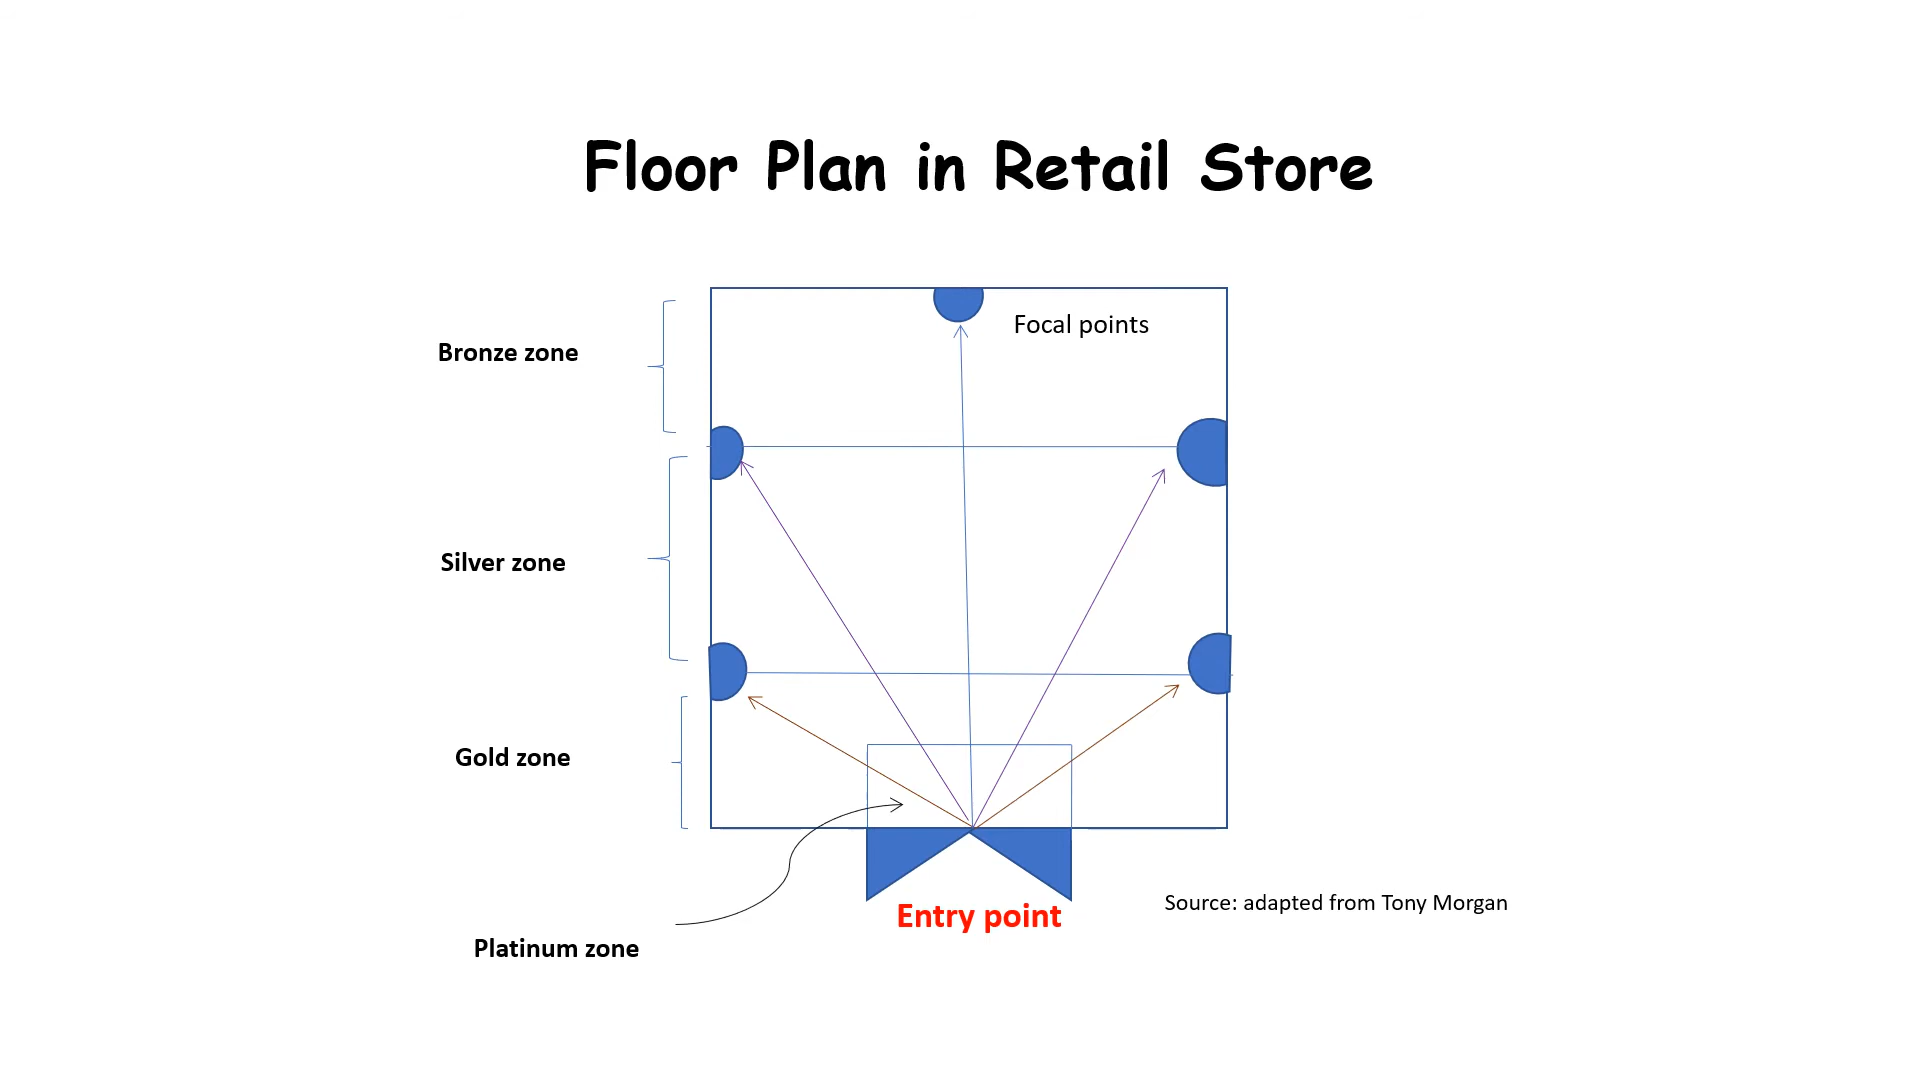 Floor Plan in Retail Store
Focal points
Bronze zone
Silver zone
Gold zone
Platinum zone
Entry point
Source: adapted from Tony Morgan